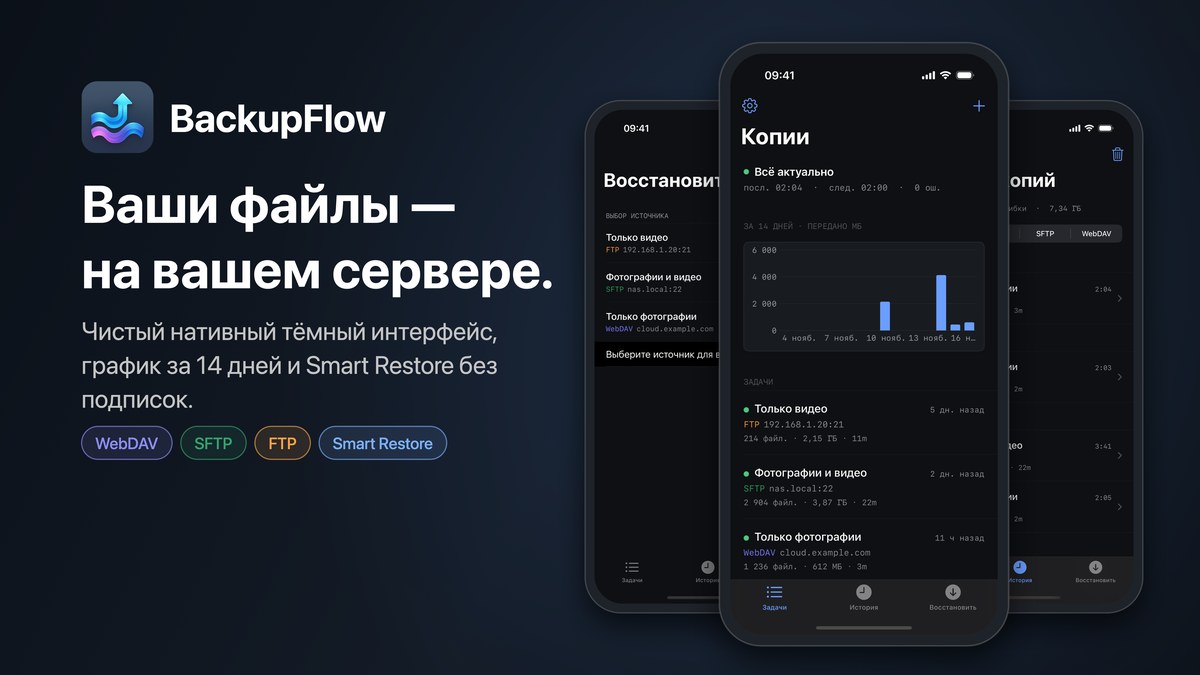 BackupFlow
Ваши файлы —
на вашем сервере.
Чистый нативный тёмный интерфейс,
график за 14 дней и Smart Restore без
подписок.
WebDAV SFTP FTP Smart Restore
09:41
ВЫБОР ИСТОЧНИКА
Только видео
FTP 192.168.1.20:21
Фотографии и видео
SFTP nas.local:22
Только фотографии
WebDAV cloud.example.com
Выберите источник для
Задачи
09:41
Копии
Всё актуально
посл. 02:04 · след. 02:00 · 0 ош.
ЗА 14 ДНЕЙ · ПЕРЕДАНО МБ
6 000
4 000
2 000
0
4 нояб. 7 нояб. 10 нояб. 13 нояб. 16 н…
ЗАДАЧИ
Только видео 5 дн. назад
FTP 192.168.1.20:21
214 файл. · 2,15 ГБ · 11m
Фотографии и видео 2 дн. назад
SFTP nas.local:22
2 904 файл. · 3,87 ГБ · 22m
Только фотографии 11 ч назад
WebDAV cloud.example.com
1 236 файл. · 612 МБ · 3m
Задачи История Восстановить
7,34 ГБ
SFTP WebDAV
2:04
3m
2:03
2m
3:41
22m
2:05
2m
Восстановить